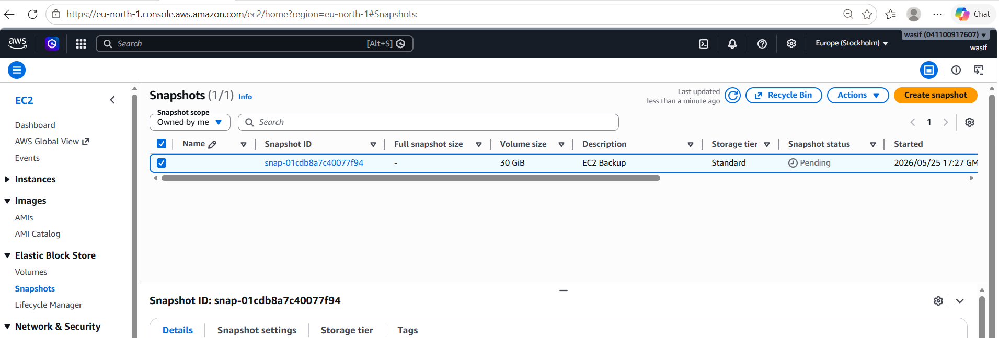 https://eu-north-1.console.aws.amazon.com/ec2/home?region=eu-north-1#Snapshots:
Chat
aws
Search
[Alt+S]
Europe (Stockholm)
wasif (041100917607)
wasif
EC2
Dashboard
AWS Global View
Events
Instances
Images
AMIs
AMI Catalog
Elastic Block Store
Volumes
Snapshots
Lifecycle Manager
Network & Security
Snapshots (1/1) Info
Last updated
less than a minute ago
Recycle Bin
Actions
Create snapshot
Snapshot scope
Owned by me
Search
1
Name Snapshot ID Full snapshot size Volume size Description Storage tier Snapshot status Started
snap-01cdb8a7c40077f94 - 30 GiB EC2 Backup Standard Pending 2026/05/25 17:27 GM
Snapshot ID: snap-01cdb8a7c40077f94
Details Snapshot settings Storage tier Tags